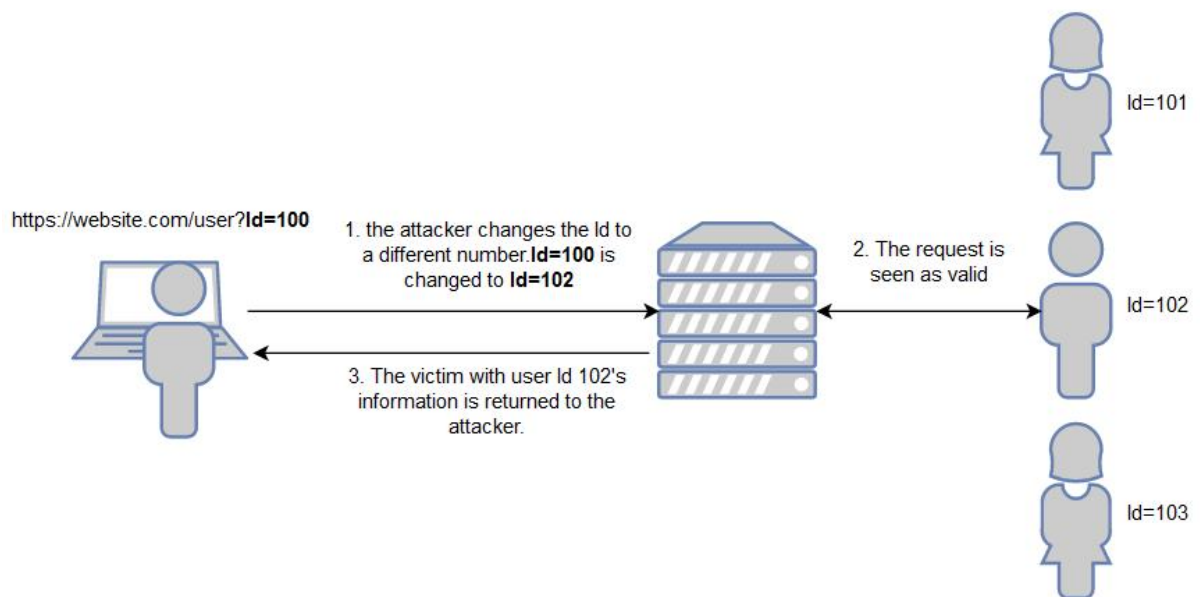 Id=101
https://website.com/user?Id=100
1. the attacker changes the Id to
a different number.Id=100 is
changed to Id=102
2. The request is
seen as valid
Id=102
3. The victim with user Id 102's
information is returned to the
attacker.
Id=103